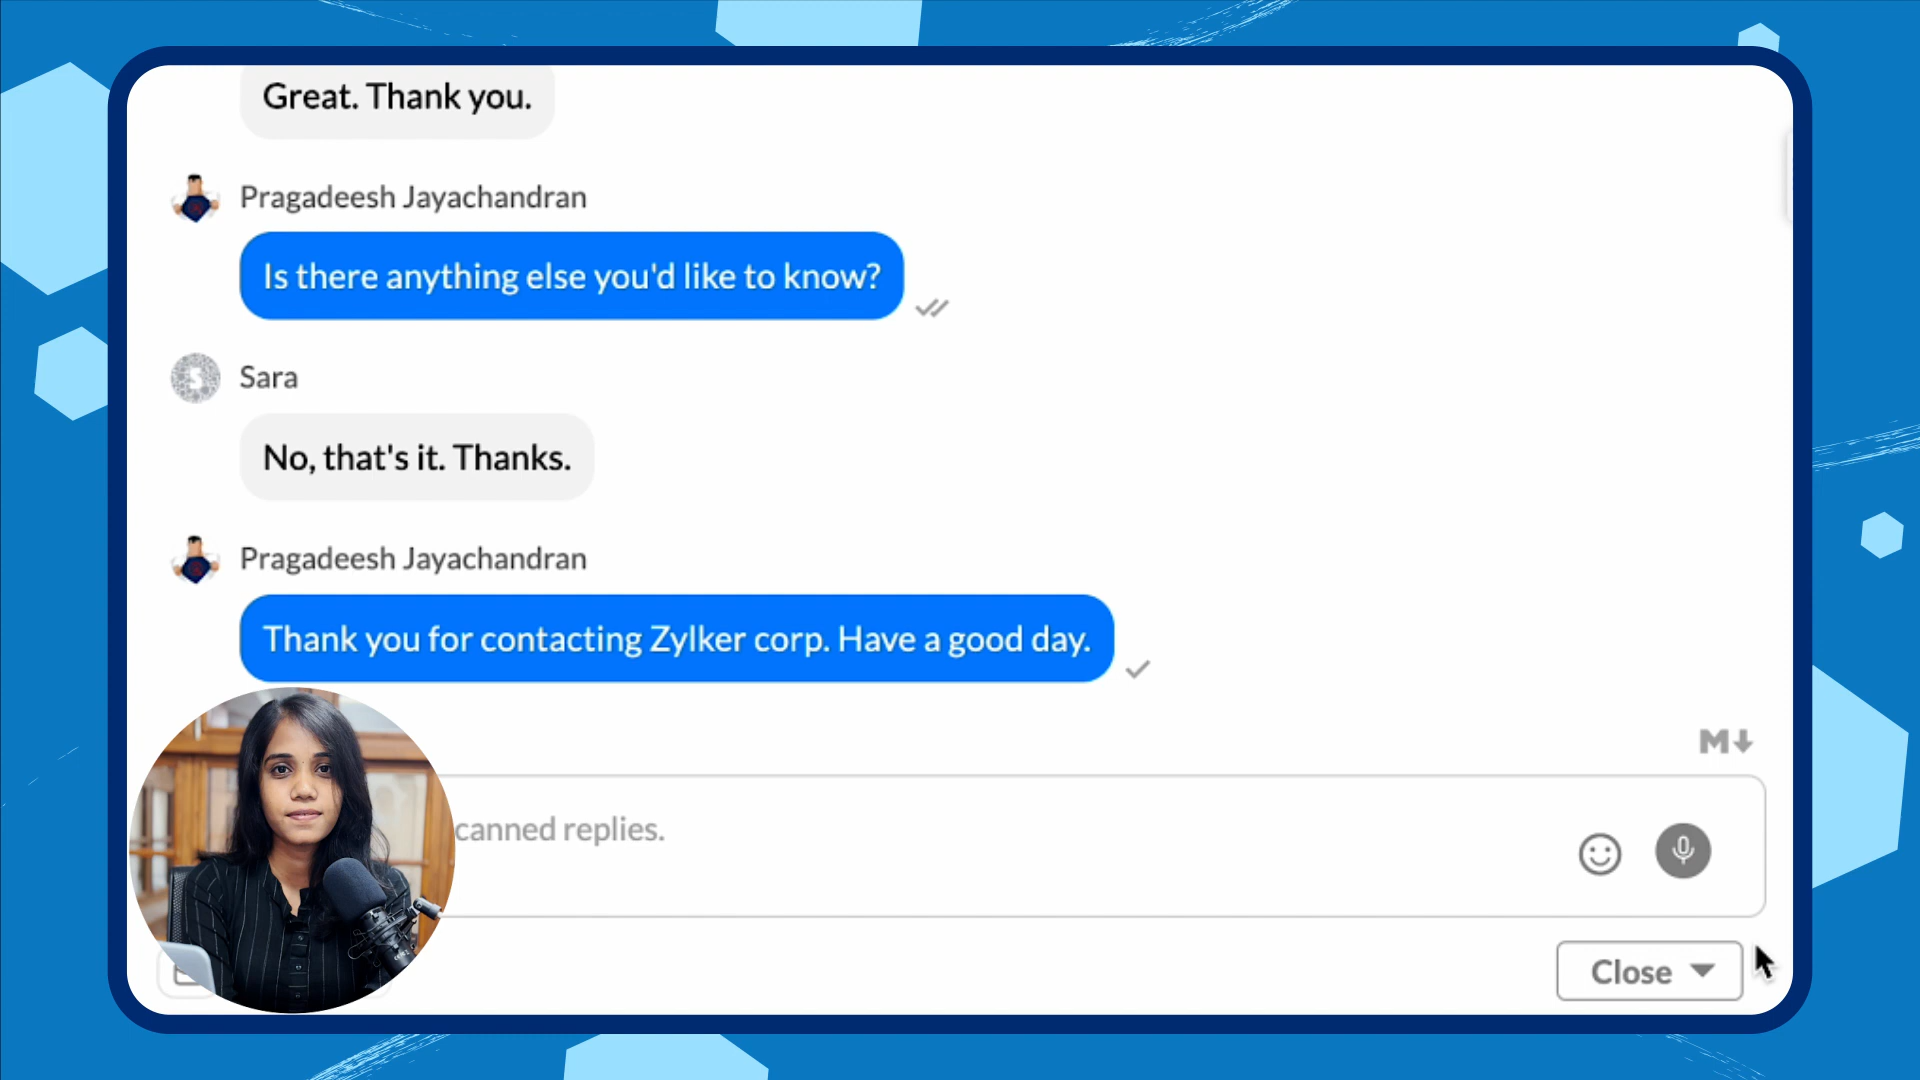 Great. Thank you.
Pragadeesh Jayachandran
Is there anything else you'd like to know?
S
Sara
No, that's it. Thanks.
Pragadeesh Jayachandran
Thank you for contacting Zylker corp. Have a good day.
M
canned replies.
Close